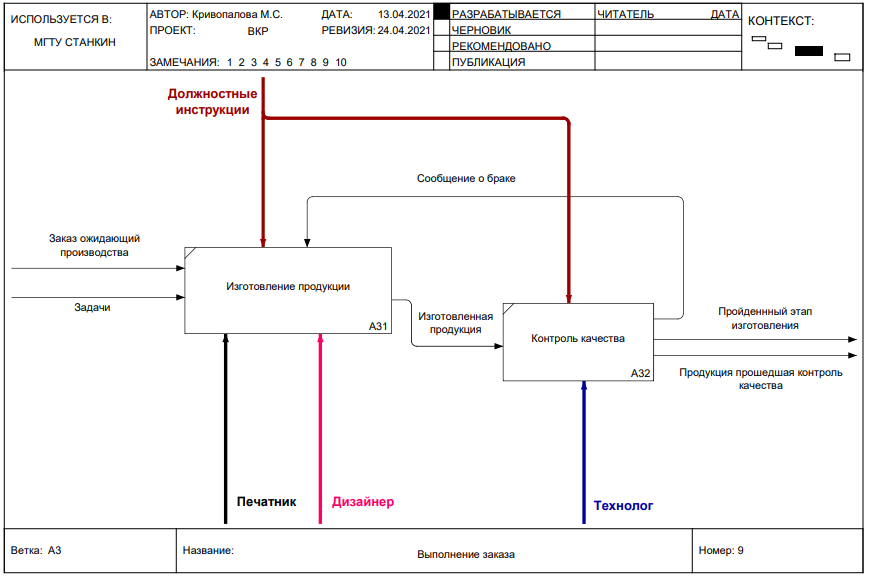 ИСПОЛЬЗУЕТСЯ В:
МГТУ СТАНКИН
АВТОР: Кривопалова М.С.
ДАТА: 13.04.2021
ПРОЕКТ: ВКР
РЕВИЗИЯ: 24.04.2021
ЗАМЕЧАНИЯ: 1 2 3 4 5 6 7 8 9 10
РАЗРАБАТЫВАЕТСЯ
ЧЕРНОВИК
РЕКОМЕНДОВАНО
ПУБЛИКАЦИЯ
ЧИТАТЕЛЬ
ДАТА
КОНТЕКСТ:
Должностные
инструкции
Сообщение о браке
Заказ ожидающий
производства
Задачи
Изготовление продукции
A31
Изготовленная
продукция
Контроль качества
A32
Пройденнный этап
изготовления
Продукция прошедшая контроль
качества
Печатник
Дизайнер
Технолог
Ветка: A3
Название:
Выполнение заказа
Номер: 9